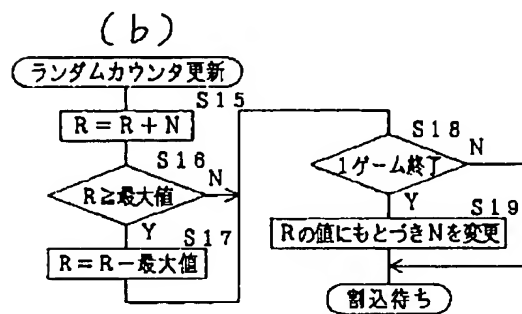 (b)
ランダムカウンタ更新
S15
R=R+N
S16
R≧最大値
N
Y
S17
R=R-最大値
S18
1ゲーム終了
N
Y
S19
Rの値にもとづきNを変更
割込待ち